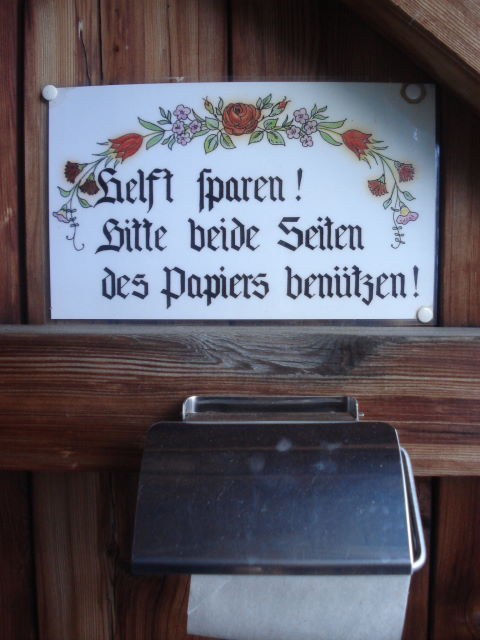 Helft sparen!
Bitte beide Seiten
des Papiers benützen!